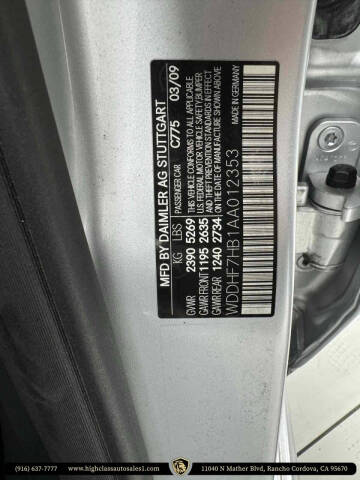 MFD BY DAIMLER AG STUTTGART
PASSENGER CAR C775 03/09
KG LBS THIS VEHICLE CONFORMS TO ALL APPLICABLE
GVWR 2390 5269 U.S. FEDERAL MOTOR VEHICLE SAFETY BUMPER
GAWR FRONT 1195 2635 AND THEFT PREVENTION STANDARDS IN EFFECT
GAWR REAR 1240 2734 ON THE DATE OF MANUFACTURE SHOWN ABOVE
WDDHF7HB1AA012353 MADE IN GERMANY
(916) 637-7777 www.highclassautosales1.com 11040 N Mather Blvd, Rancho Cordova, CA 95670